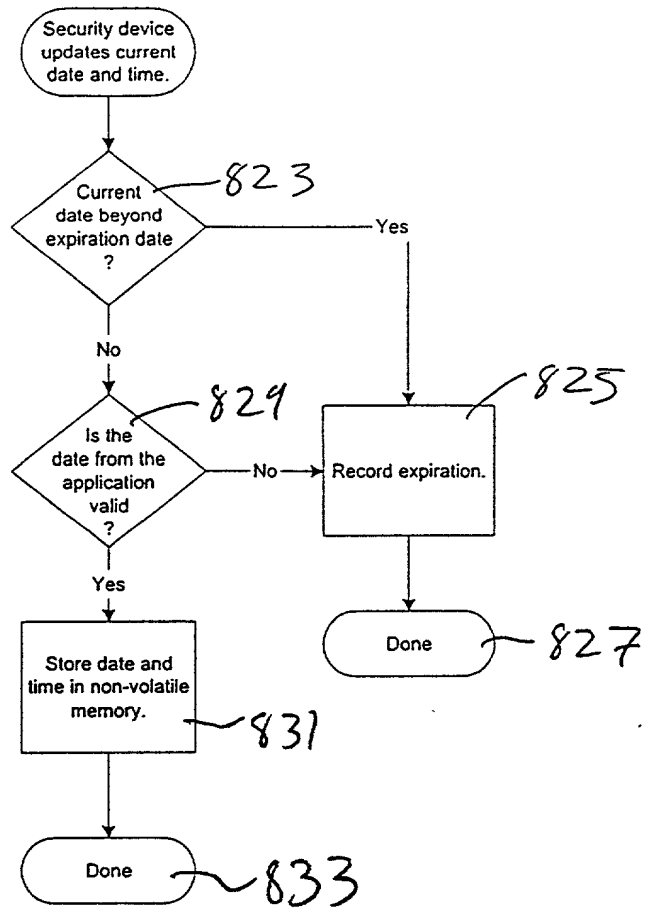 Security device
updates current
date and time.
823
Current
date beyond
expiration date
?
Yes
No
829
825
Is the
date from the
application
valid
?
No
Record expiration.
Yes
Done
827
Store date and
time in non-volatile
memory.
831
Done
833